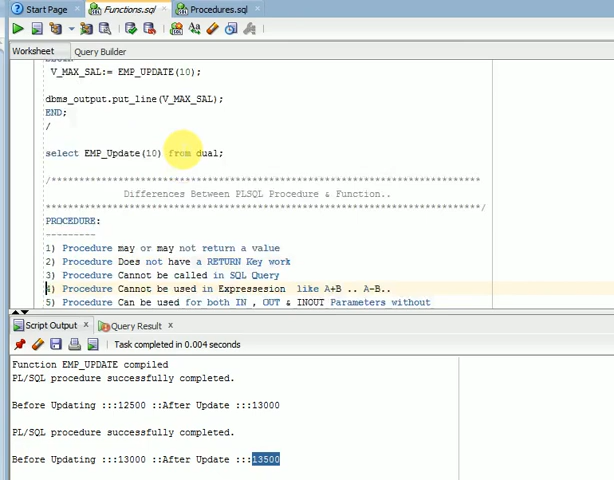 Start Page
Functions.sql
Procedures.sql
Worksheet
Query Builder
V_MAX_SAL:= EMP_UPDATE(10);
dbms_output.put_line(V_MAX_SAL);
END;
/
select EMP_Update(10) from dual;
/********************************************************************************
Differences Between PLSQL Procedure & Function..
********************************************************************************/
PROCEDURE:
---------
1) Procedure may or may not return a value
2) Procedure Does not have a RETURN Key work
3) Procedure Cannot be called in SQL Query
4) Procedure Cannot be used in Expressesion like A+B .. A-B..
5) Procedure Can be used for both IN , OUT & INOUT Parameters without
Script Output
Query Result
Task completed in 0.004 seconds
Function EMP_UPDATE compiled
PL/SQL procedure successfully completed.
Before Updating :::12500 ::After Update :::13000
PL/SQL procedure successfully completed.
Before Updating :::13000 ::After Update :::13500